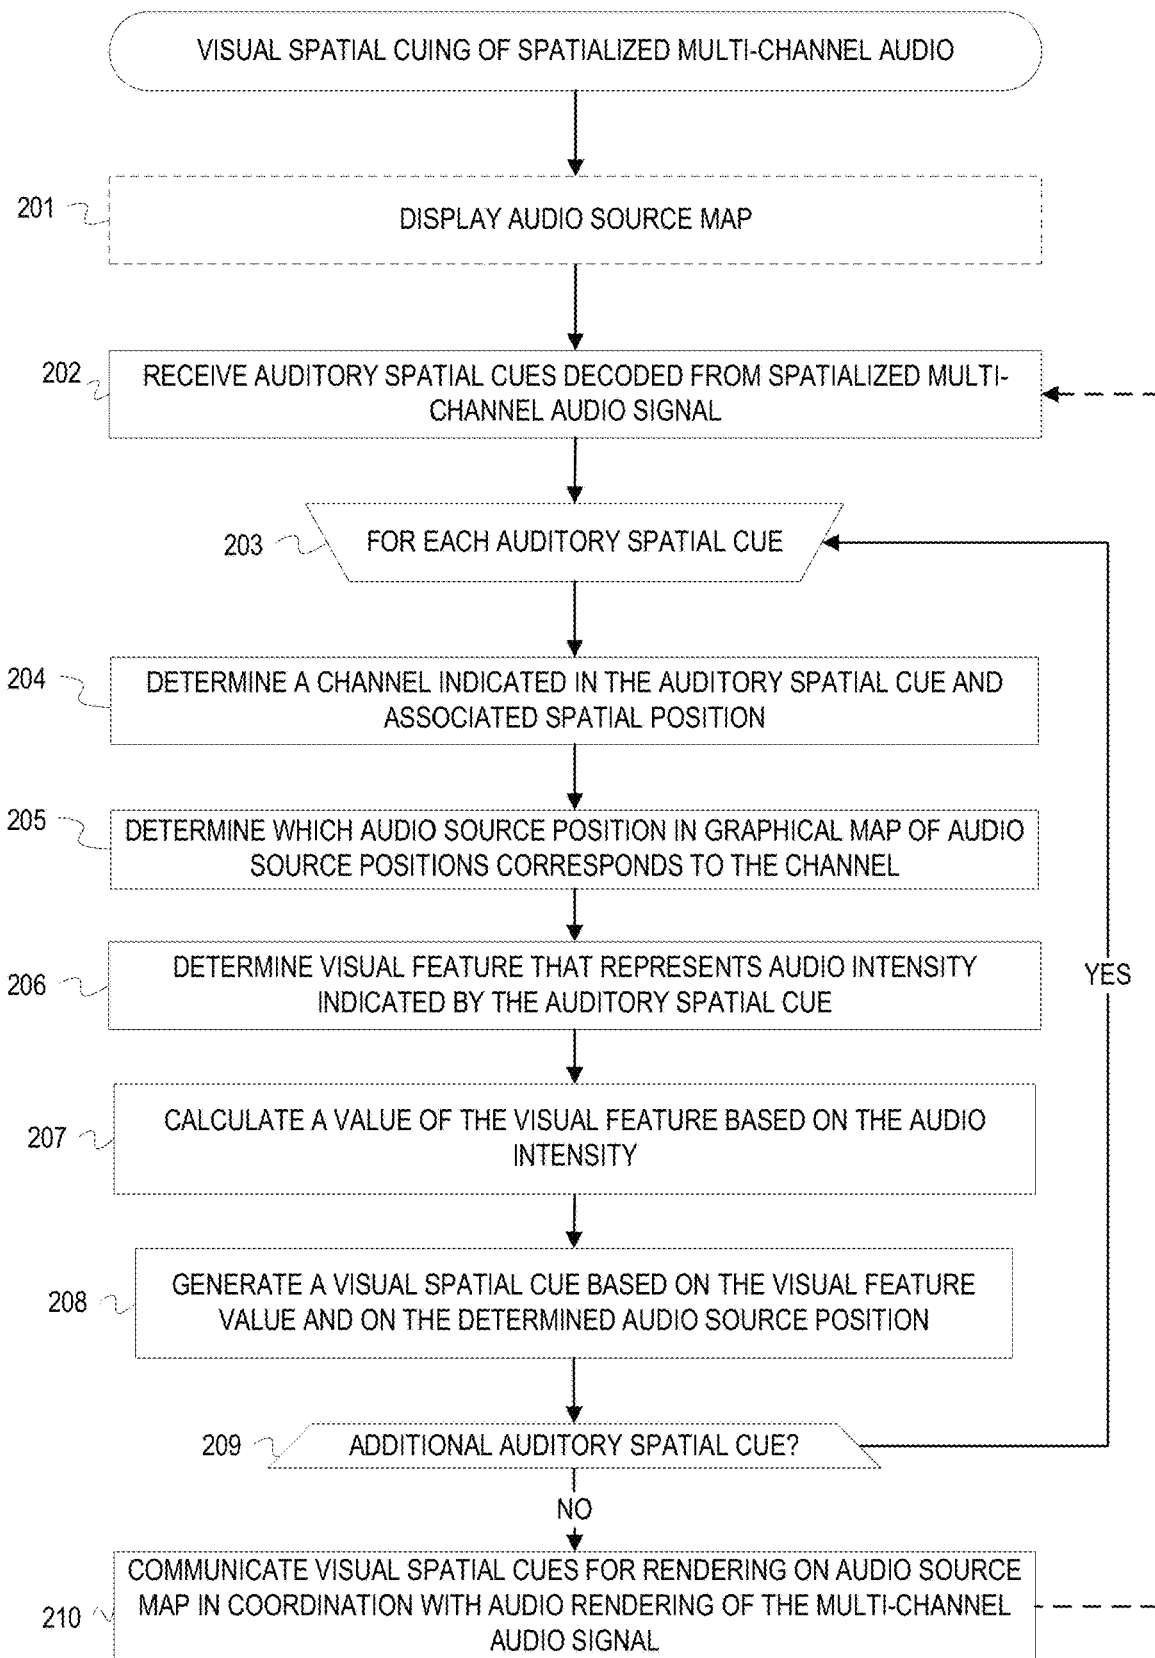 VISUAL SPATIAL CUING OF SPATIALIZED MULTI-CHANNEL AUDIO
201
DISPLAY AUDIO SOURCE MAP
202
RECEIVE AUDITORY SPATIAL CUES DECODED FROM SPATIALIZED MULTI-
CHANNEL AUDIO SIGNAL
203
FOR EACH AUDITORY SPATIAL CUE
204
DETERMINE A CHANNEL INDICATED IN THE AUDITORY SPATIAL CUE AND
ASSOCIATED SPATIAL POSITION
205
DETERMINE WHICH AUDIO SOURCE POSITION IN GRAPHICAL MAP OF AUDIO
SOURCE POSITIONS CORRESPONDS TO THE CHANNEL
206
DETERMINE VISUAL FEATURE THAT REPRESENTS AUDIO INTENSITY
INDICATED BY THE AUDITORY SPATIAL CUE
YES
207
CALCULATE A VALUE OF THE VISUAL FEATURE BASED ON THE AUDIO
INTENSITY
208
GENERATE A VISUAL SPATIAL CUE BASED ON THE VISUAL FEATURE
VALUE AND ON THE DETERMINED AUDIO SOURCE POSITION
209
ADDITIONAL AUDITORY SPATIAL CUE?
NO
210
COMMUNICATE VISUAL SPATIAL CUES FOR RENDERING ON AUDIO SOURCE
MAP IN COORDINATION WITH AUDIO RENDERING OF THE MULTI-CHANNEL
AUDIO SIGNAL